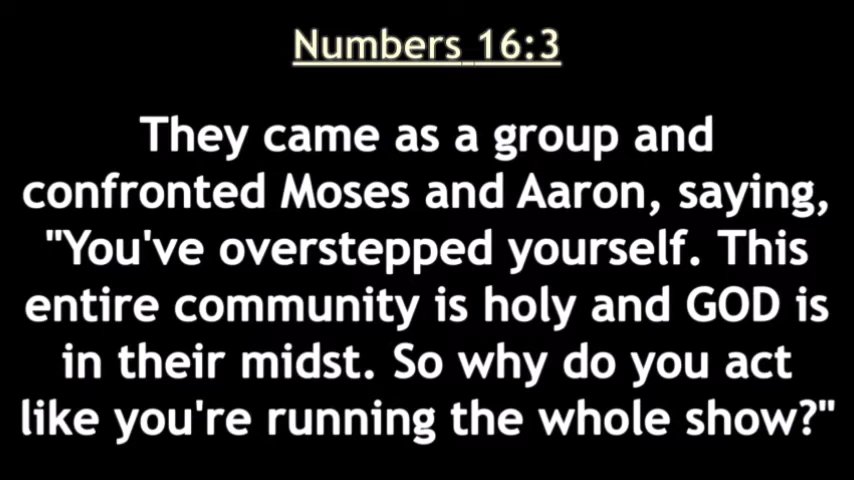 Numbers 16:3
They came as a group and
confronted Moses and Aaron, saying,
"You've overstepped yourself. This
entire community is holy and GOD is
in their midst. So why do you act
like you're running the whole show?"